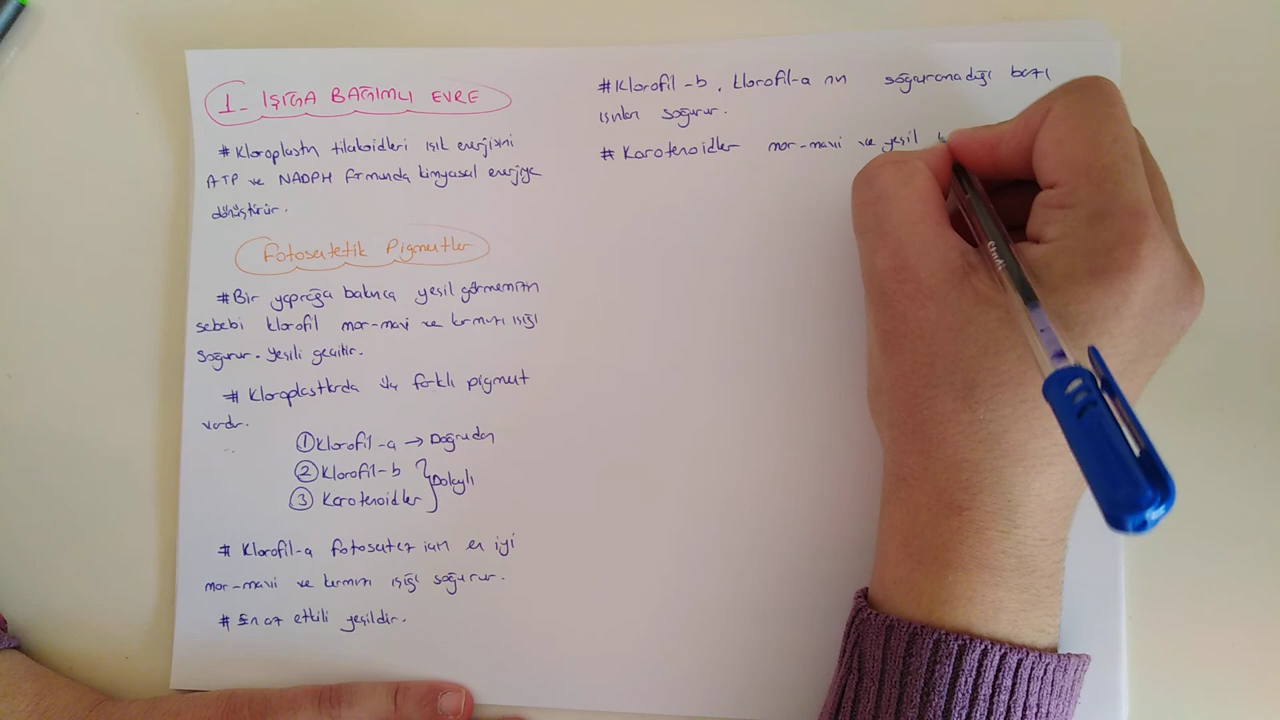 1- IŞIĞA BAĞIMLI EVRE
#Kloroplastın tilakoidleri ışık enerjisini
ATP ve NADPH formunda kimyasal enerjiye
dönüştürür.
Fotosentetik Pigmentler
#Bir yaprağa bakınca yeşil görmemizin
sebebi klorofil mor-mavi ve kırmızı ışığı
soğurur. Yeşili geçirir.
# Kloroplastlarda üç farklı pigment
vardır.
① Klorofil-a → Doğrudan
② Klorofil-b
Dolaylı
③ Karotenoidler
# Klorofil-a fotosentez için en iyi
mor-mavi ve kırmızı ışığı soğurur.
# En az etkili yeşildir.
#Klorofil-b, klorofil-a nın soğuramadığı bazı
ışınları soğurur.
# Karotenoidler mor-mavi ve yeşil
Studi